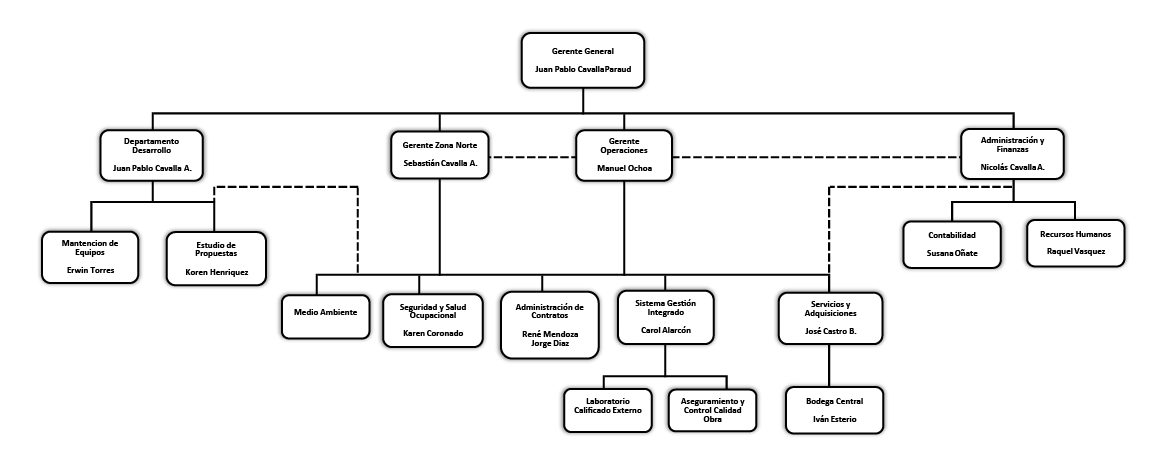 Gerente General
Juan Pablo CavallaParaud
Departamento
Desarrollo
Juan Pablo Cavalla A.
Gerente Zona Norte
Sebastián Cavalla A.
Gerente
Operaciones
Manuel Ochoa
Administración y
Finanzas
Nicolás Cavalla A.
Mantencion de
Equipos
Erwin Torres
Estudio de
Propuestas
Koren Henriquez
Contabilidad
Susana Oñate
Recursos Humanos
Raquel Vasquez
Medio Ambiente
Seguridad y Salud
Ocupacional
Karen Coronado
Administración de
Contratos
René Mendoza
Jorge Diaz
Sistema Gestión
Integrado
Carol Alarcón
Servicios y
Adquisiciones
José Castro B.
Laboratorio
Calificado Externo
Aseguramiento y
Control Calidad
Obra
Bodega Central
Iván Esterio